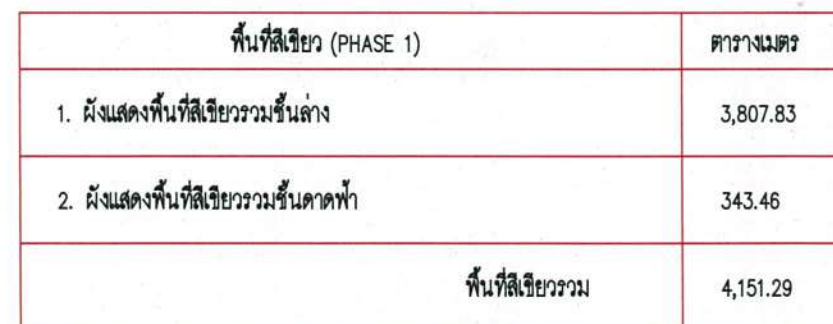 พื้นที่สีเขียว (PHASE 1) ตารางเมตร
1. ผังแสดงพื้นที่สีเขียวรวมชั้นล่าง 3,807.83
2. ผังแสดงพื้นที่สีเขียวรวมชั้นดาดฟ้า 343.46
พื้นที่สีเขียวรวม 4,151.29